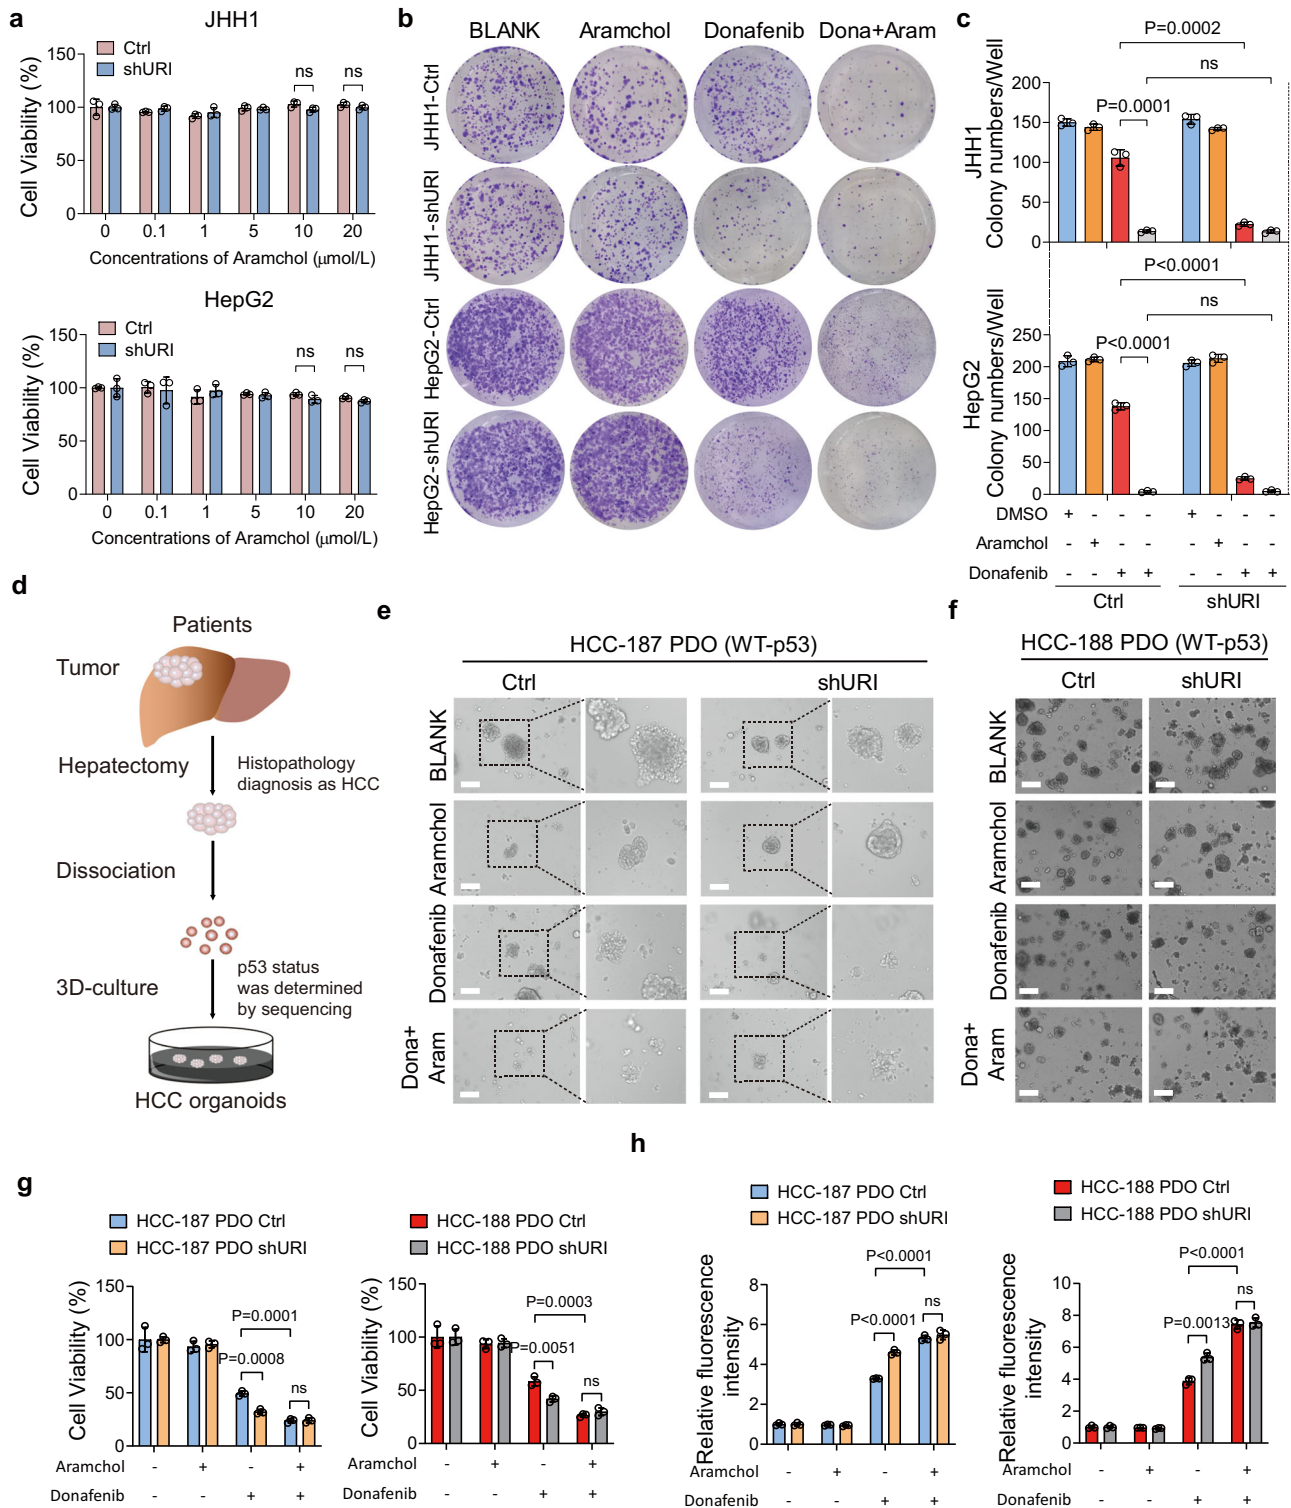 a
JHH1
Ctrl
shURI
Cell Viability (%)
150
100
50
0
ns
ns
0 0.1 1 5 10 20
Concentrations of Aramchol (μmol/L)
HepG2
Ctrl
shURI
Cell Viability (%)
150
100
50
0
ns
ns
0 0.1 1 5 10 20
Concentrations of Aramchol (μmol/L)
b
BLANK Aramchol Donafenib Dona+Aram
JHH1-Ctrl
JHH1-shURI
HepG2-Ctrl
HepG2-shURI
c
P=0.0002
ns
P=0.0001
JHH1
Colony numbers/Well
200
150
100
50
0
P<0.0001
ns
P<0.0001
HepG2
Colony numbers/Well
250
200
150
100
50
0
DMSO + - - - + - - -
Aramchol - + - - - + - -
Donafenib - - + + - - + +
Ctrl shURI
d
Patients
Tumor
Hepatectomy
Histopathology
diagnosis as HCC
Dissociation
3D-culture
p53 status
was determined
by sequencing
HCC organoids
e
HCC-187 PDO (WT-p53)
Ctrl shURI
BLANK
Aramchol
Donafenib
Dona+
Aram
f
HCC-188 PDO (WT-p53)
Ctrl shURI
BLANK
Aramchol
Donafenib
Dona+
Aram
g
HCC-187 PDO Ctrl
HCC-187 PDO shURI
Cell Viability (%)
150
100
50
0
P=0.0001
P=0.0008
ns
Aramchol - + - +
Donafenib - - + +
HCC-188 PDO Ctrl
HCC-188 PDO shURI
Cell Viability (%)
150
100
50
0
P=0.0003
P=0.0051
ns
- + - +
- - + +
h
HCC-187 PDO Ctrl
HCC-187 PDO shURI
Relative fluorescence
intensity
8
6
4
2
0
P<0.0001
P<0.0001
ns
Aramchol - + - +
Donafenib - - + +
HCC-188 PDO Ctrl
HCC-188 PDO shURI
Relative fluorescence
intensity
10
8
6
4
2
0
P<0.0001
P=0.0013
ns
- + - +
- - + +